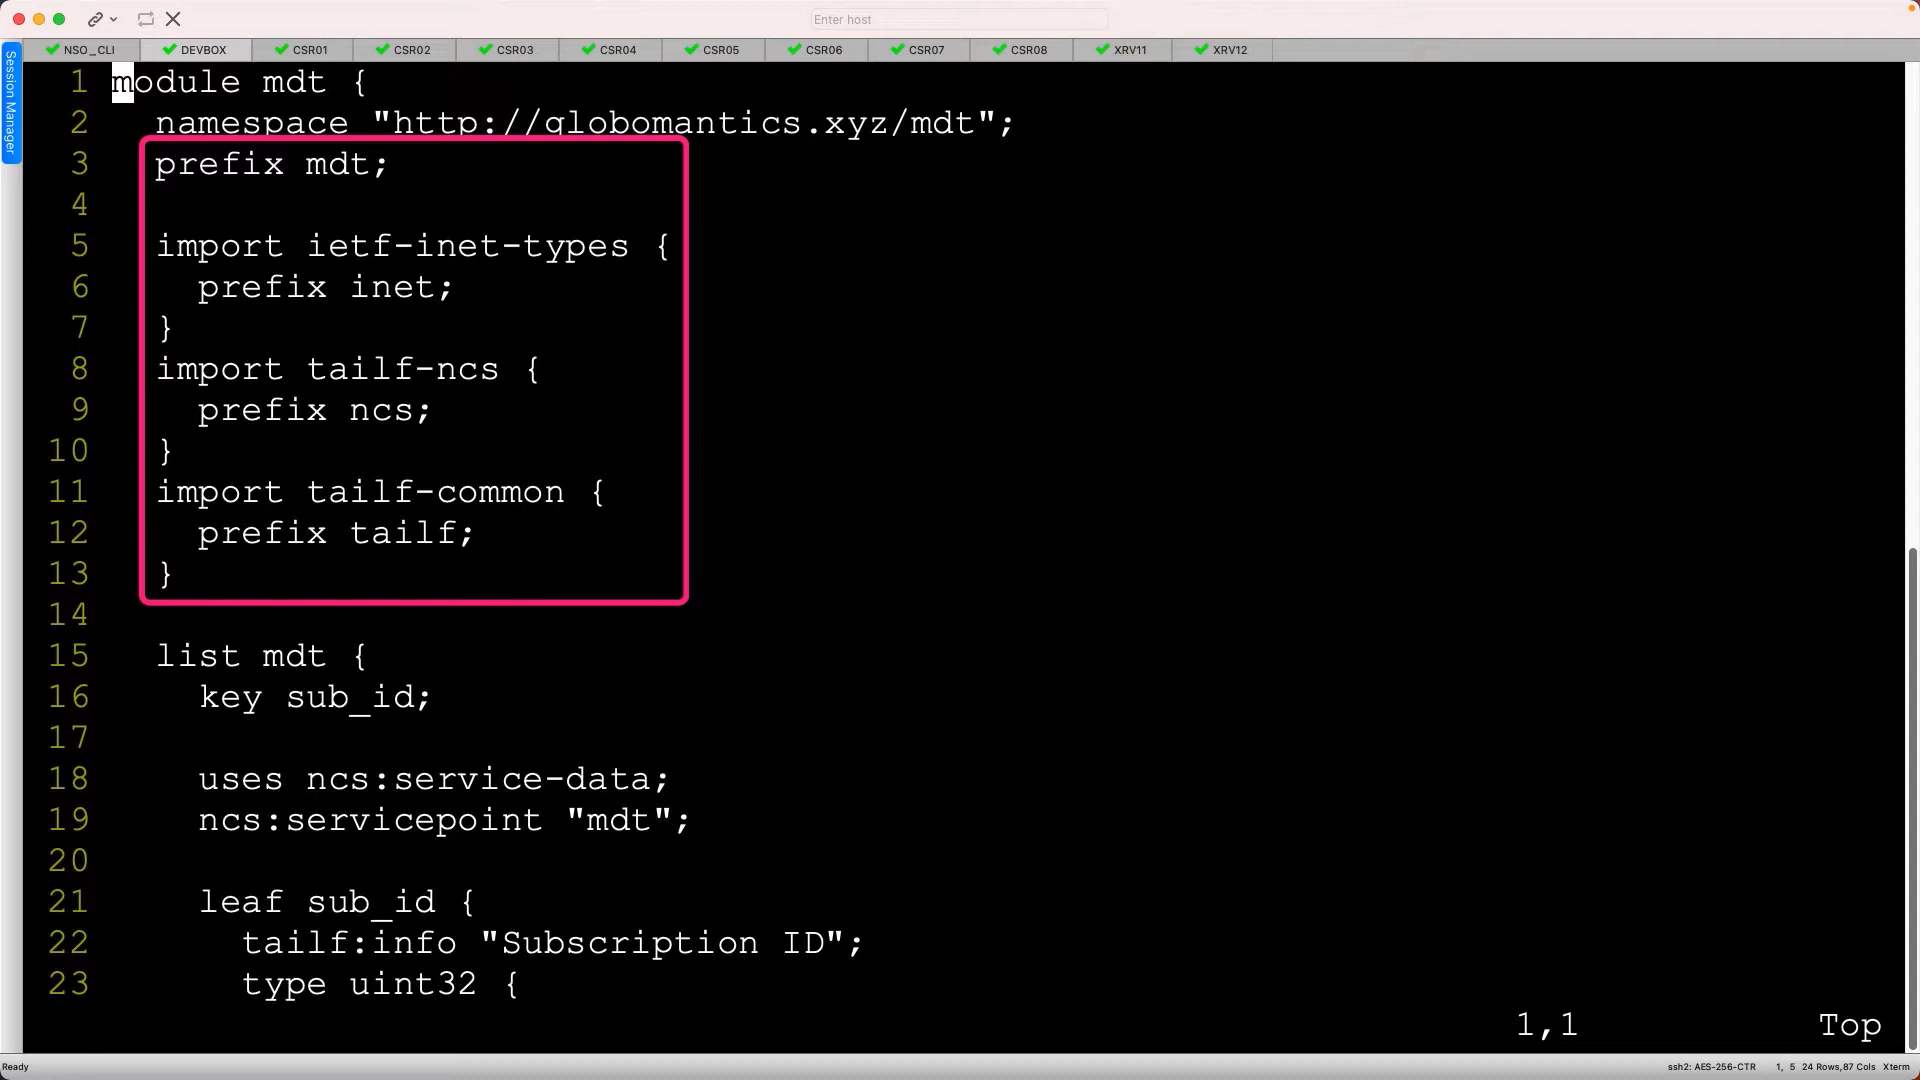 Enter host
NSO_CLI DEVBOX CSR01 CSR02 CSR03 CSR04 CSR05 CSR06 CSR07 CSR08 XRV11 XRV12
Session Manager
1 module mdt {
2 namespace "http://globomantics.xyz/mdt";
3 prefix mdt;
4
5 import ietf-inet-types {
6 prefix inet;
7 }
8 import tailf-ncs {
9 prefix ncs;
10 }
11 import tailf-common {
12 prefix tailf;
13 }
14
15 list mdt {
16 key sub_id;
17
18 uses ncs:service-data;
19 ncs:servicepoint "mdt";
20
21 leaf sub_id {
22 tailf:info "Subscription ID";
23 type uint32 {
1,1 Top
Ready ssh2: AES-256-CTR 1, 5 24 Rows,87 Cols Xterm